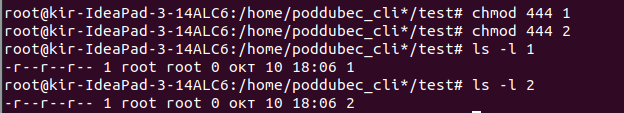 root@kir-IdeaPad-3-14ALC6:/home/poddubec_cli*/test# chmod 444 1
root@kir-IdeaPad-3-14ALC6:/home/poddubec_cli*/test# chmod 444 2
root@kir-IdeaPad-3-14ALC6:/home/poddubec_cli*/test# ls -l 1
-r--r--r-- 1 root root 0 окт 10 18:06 1
root@kir-IdeaPad-3-14ALC6:/home/poddubec_cli*/test# ls -l 2
-r--r--r-- 1 root root 0 окт 10 18:06 2